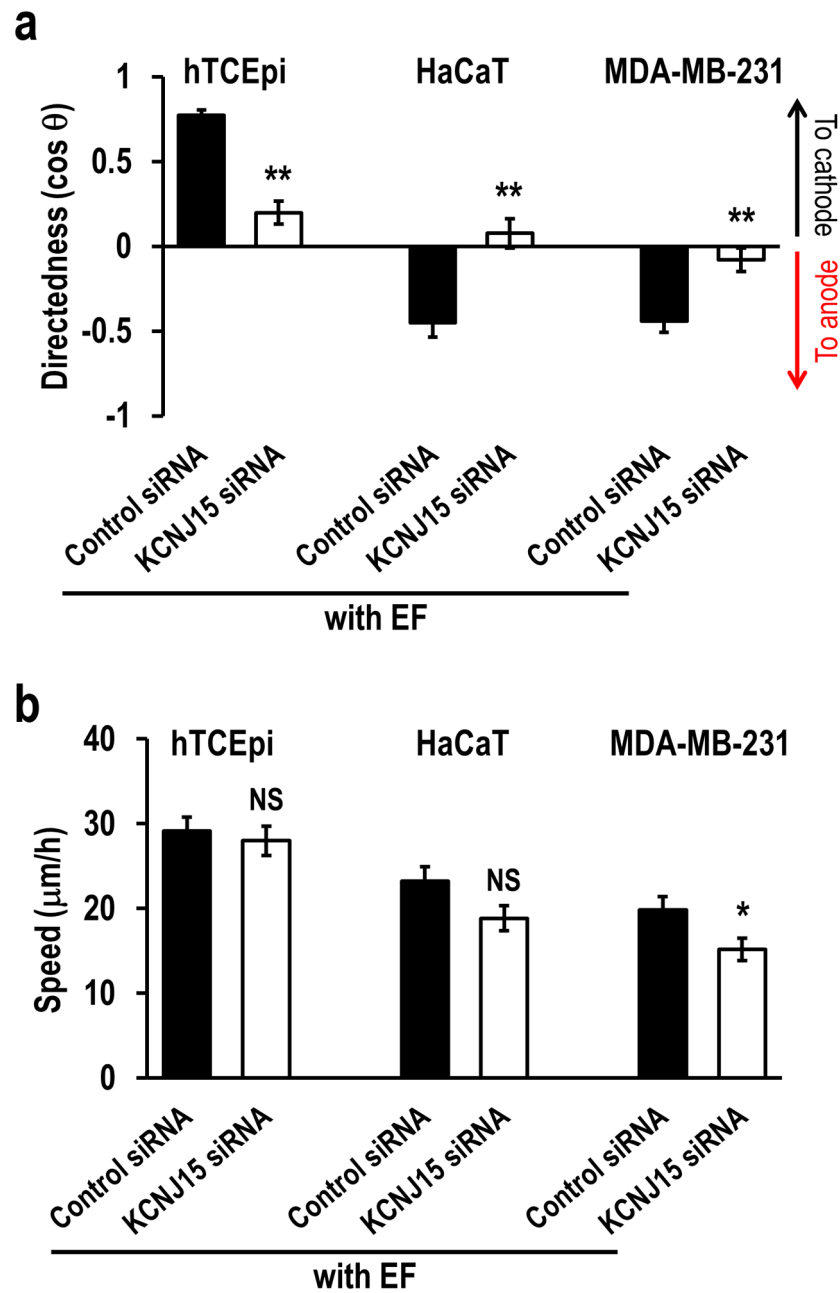 a
hTCEpi HaCaT MDA-MB-231
Directedness (cos θ)
1
0.5
0
-0.5
-1
To cathode
To anode
Control siRNA
KCNJ15 siRNA
Control siRNA
KCNJ15 siRNA
Control siRNA
KCNJ15 siRNA
**
**
**
with EF
b
hTCEpi HaCaT MDA-MB-231
Speed (μm/h)
40
30
20
10
0
NS
NS
*
Control siRNA
KCNJ15 siRNA
Control siRNA
KCNJ15 siRNA
Control siRNA
KCNJ15 siRNA
with EF